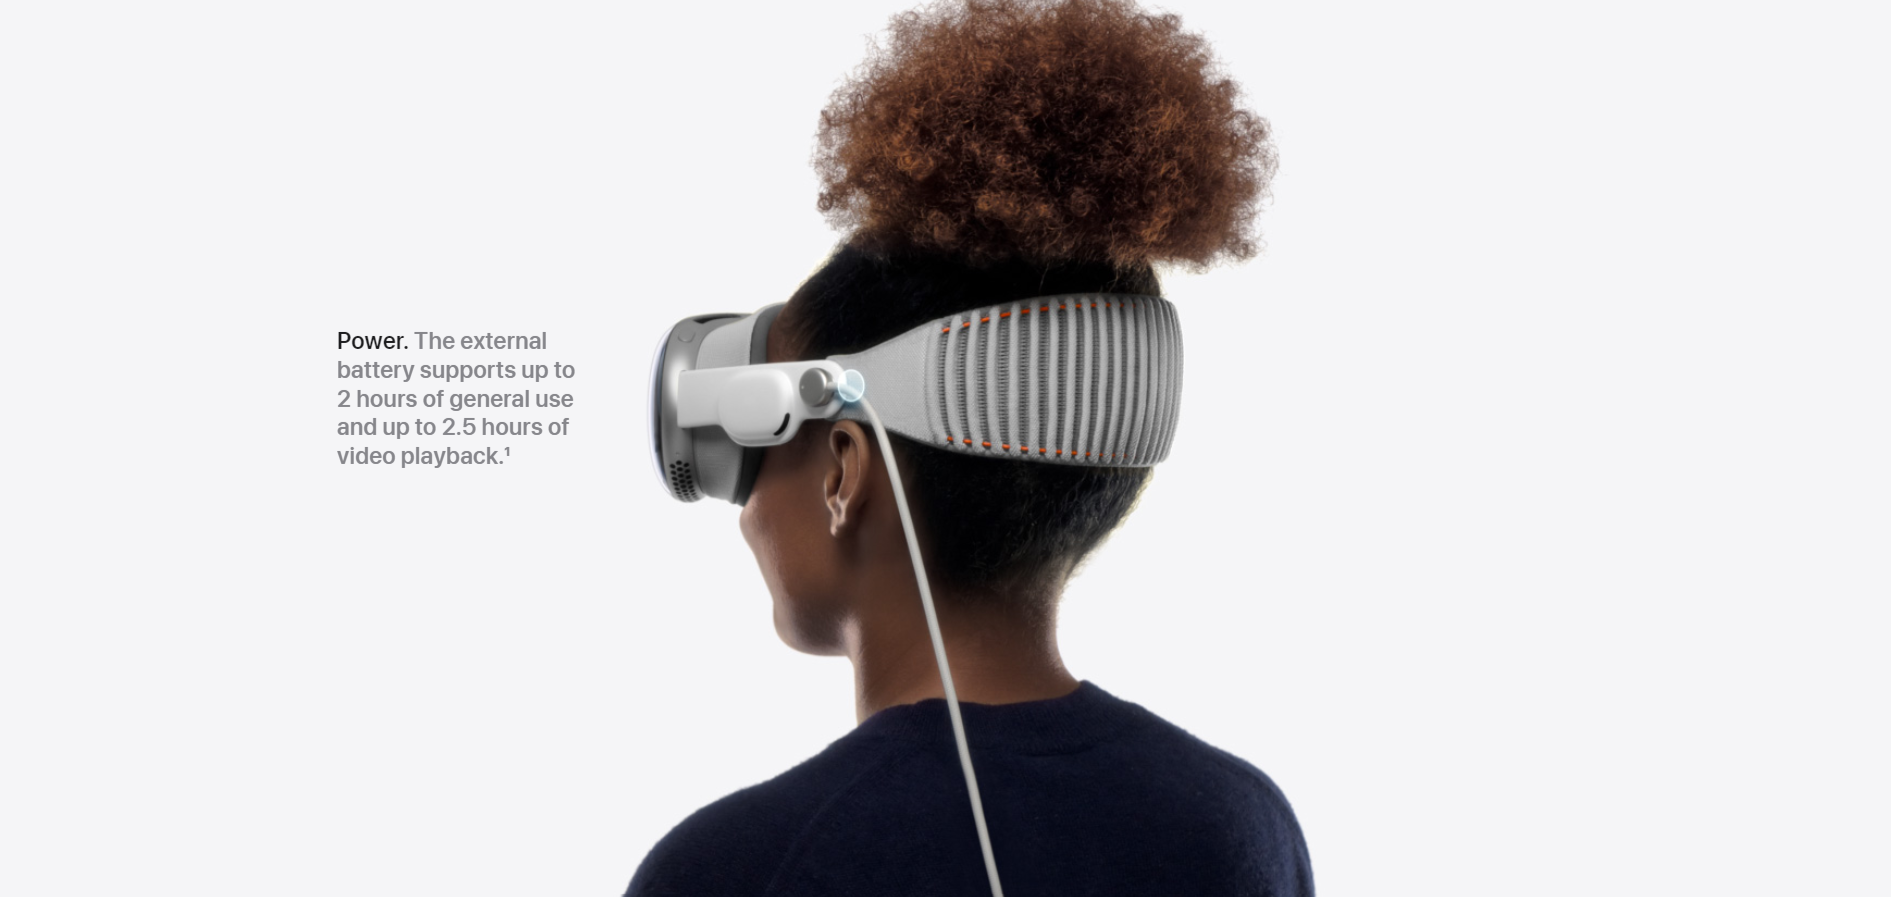 Power. The external
battery supports up to
2 hours of general use
and up to 2.5 hours of
video playback.¹